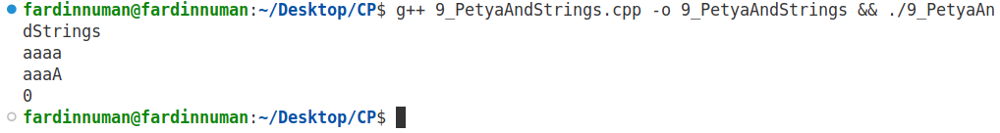 fardinnuman@fardinnuman:~/Desktop/CP$ g++ 9_PetyaAndStrings.cpp -o 9_PetyaAndStrings && ./9_PetyaAn
dStrings
aaaa
aaaA
0
fardinnuman@fardinnuman:~/Desktop/CP$